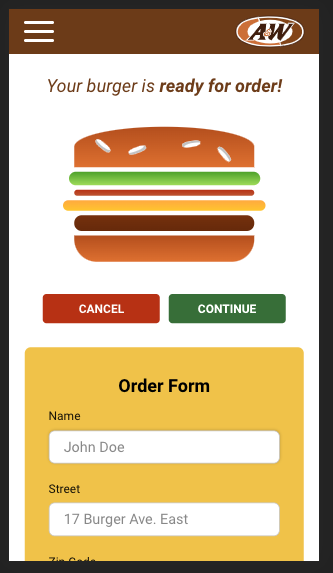 A&W
Your burger is ready for order!
CANCEL CONTINUE
Order Form
Name
John Doe
Street
17 Burger Ave. East
Zip Code